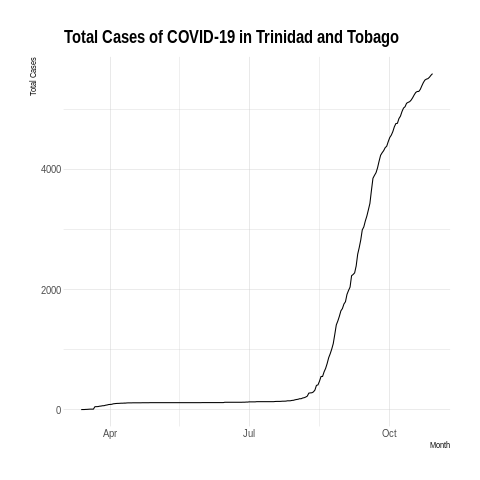 Total Cases of COVID-19 in Trinidad and Tobago
Total Cases
4000
2000
0
Apr Jul Oct
Month